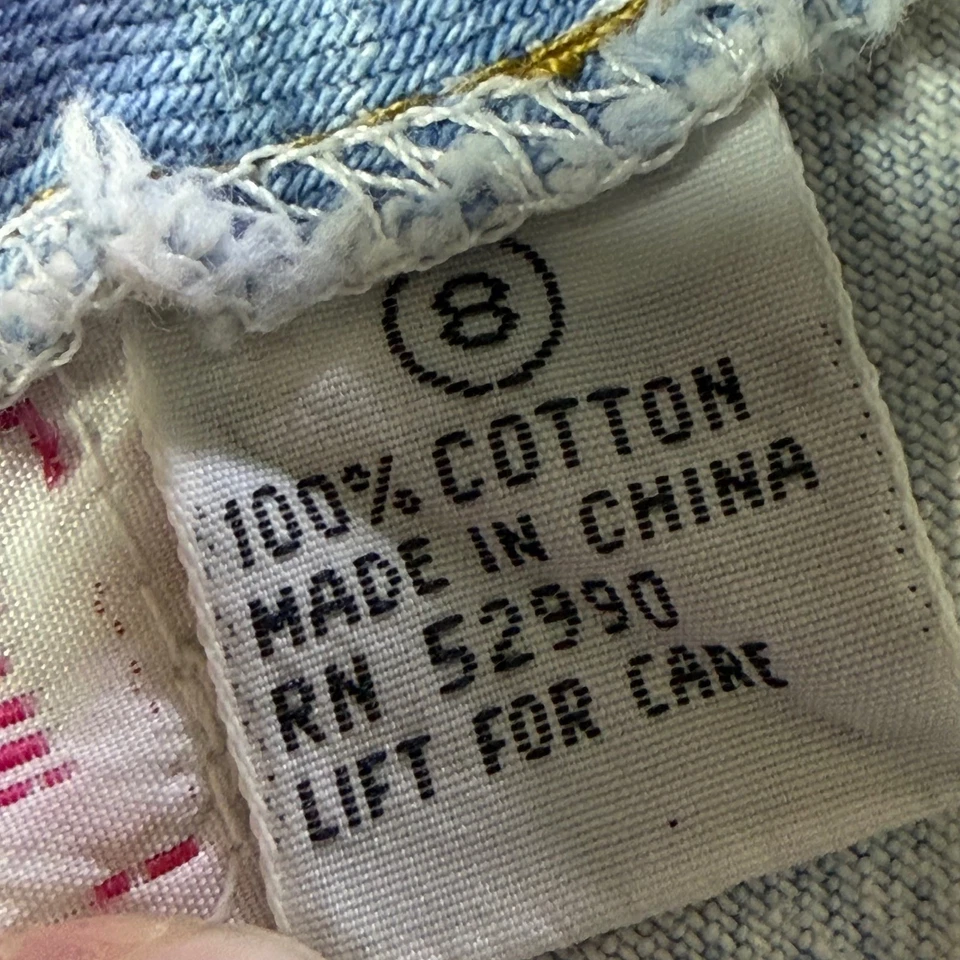 8
100% COTTON
MADE IN CHINA
RN 52990
LIFT FOR CARE